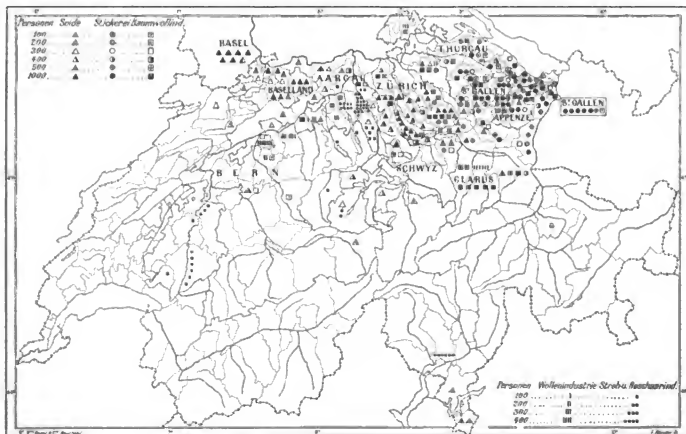 Personen Seide Stickerei Baumwollind.
100
200
300
400
500
1000
BASEL
THURGAU
AARGAU
ZÜRICH
BASELLAND
ST GALLEN
APPENZ.
ST GALLEN
SCHWYZ
GLARUS
BERN
Personen Wollenindustrie Stroh-u. Rosshaarind.
100
200
300
400